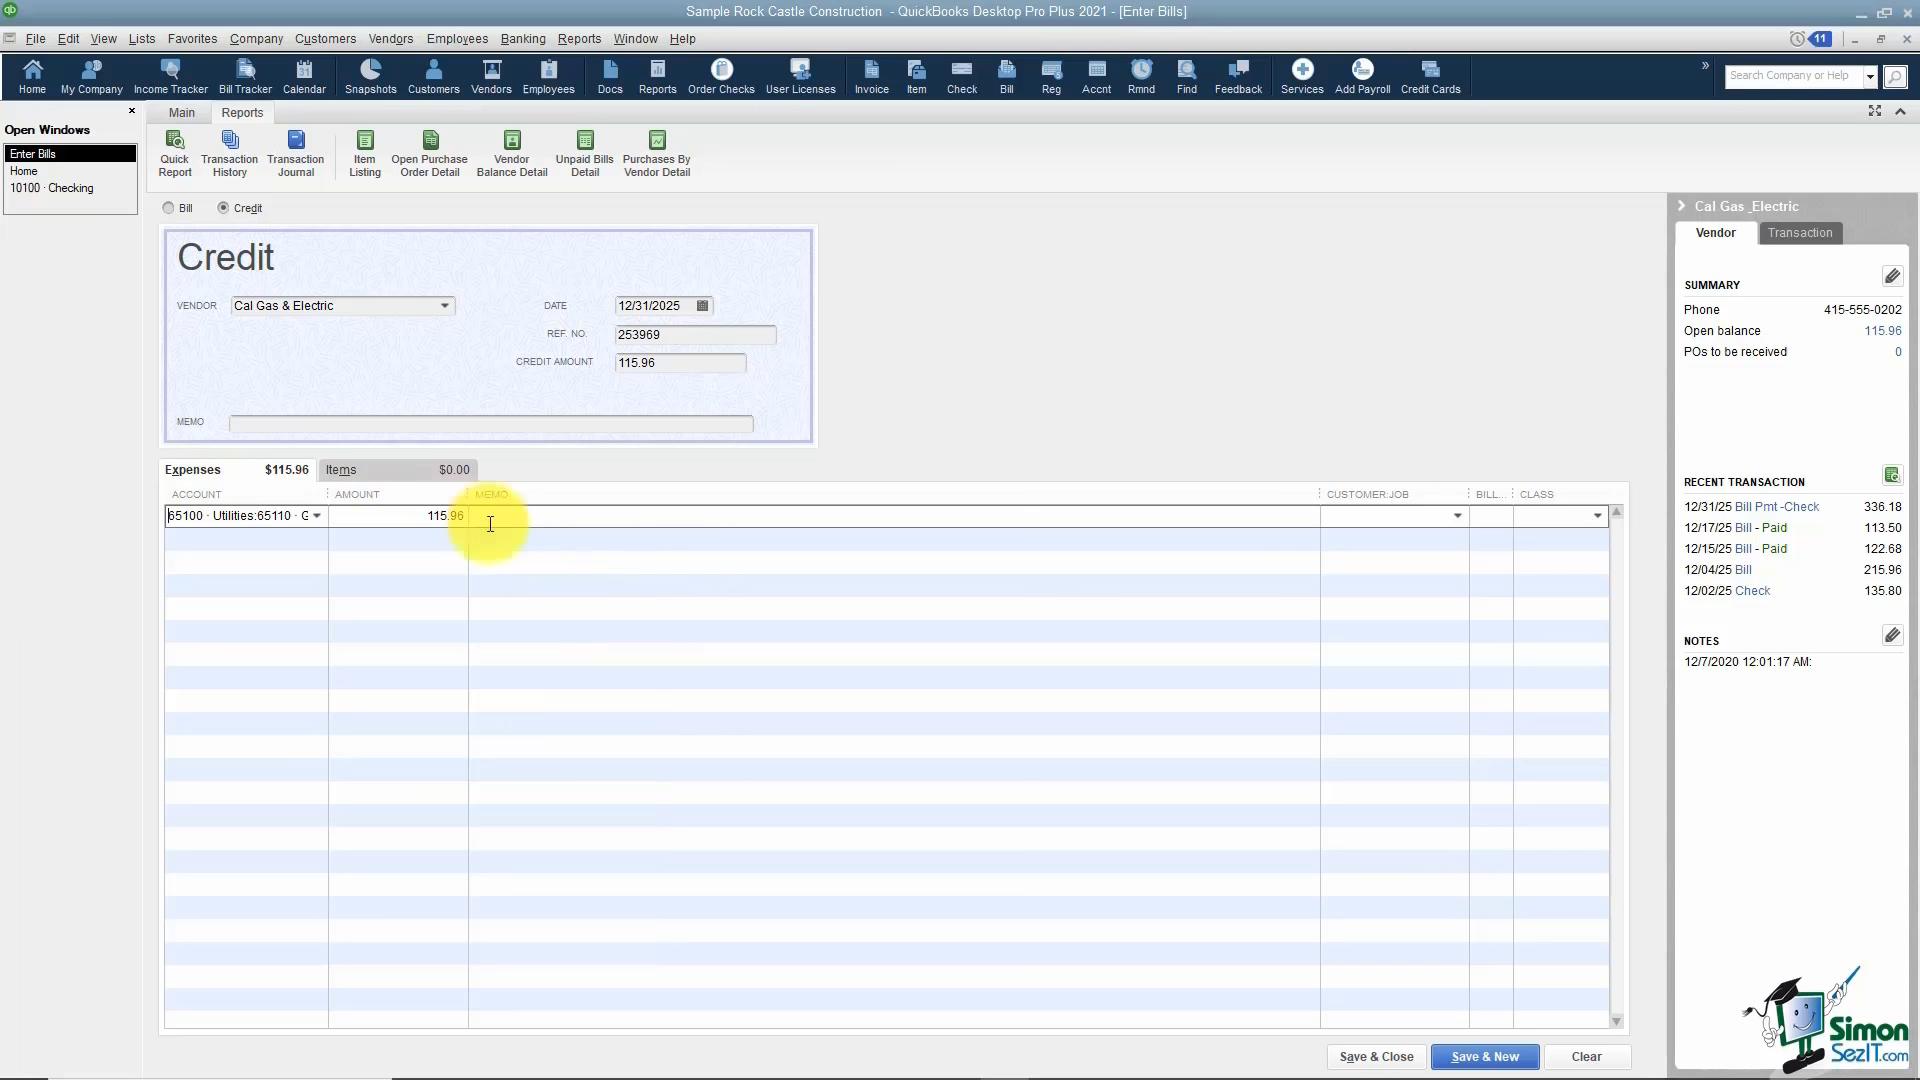 Sample Rock Castle Construction - QuickBooks Desktop Pro Plus 2021 - [Enter Bills]
File Edit View Lists Favorites Company Customers Vendors Employees Banking Reports Window Help
11
Home My Company Income Tracker Bill Tracker Calendar Snapshots Customers Vendors Employees Docs Reports Order Checks User Licenses Invoice Item Check Bill Reg Accnt Rmnd Find Feedback Services Add Payroll Credit Cards
Search Company or Help
Open Windows
Enter Bills
Home
10100 · Checking
Main Reports
Quick Report
Transaction History
Transaction Journal
Item Listing
Open Purchase Order Detail
Vendor Balance Detail
Unpaid Bills Detail
Purchases By Vendor Detail
Bill Credit
Credit
VENDOR Cal Gas & Electric
DATE 12/31/2025
REF. NO. 253969
CREDIT AMOUNT 115.96
MEMO
Expenses $115.96 Items $0.00
ACCOUNT AMOUNT MEMO CUSTOMER:JOB BILL... CLASS
65100 · Utilities:65110 · G 115.96
Save & Close Save & New Clear
Cal Gas _Electric
Vendor Transaction
SUMMARY
Phone 415-555-0202
Open balance 115.96
POs to be received 0
RECENT TRANSACTION
12/31/25 Bill Pmt -Check 336.18
12/17/25 Bill - Paid 113.50
12/15/25 Bill - Paid 122.68
12/04/25 Bill 215.96
12/02/25 Check 135.80
NOTES
12/7/2020 12:01:17 AM:
Simon
SezIT.com